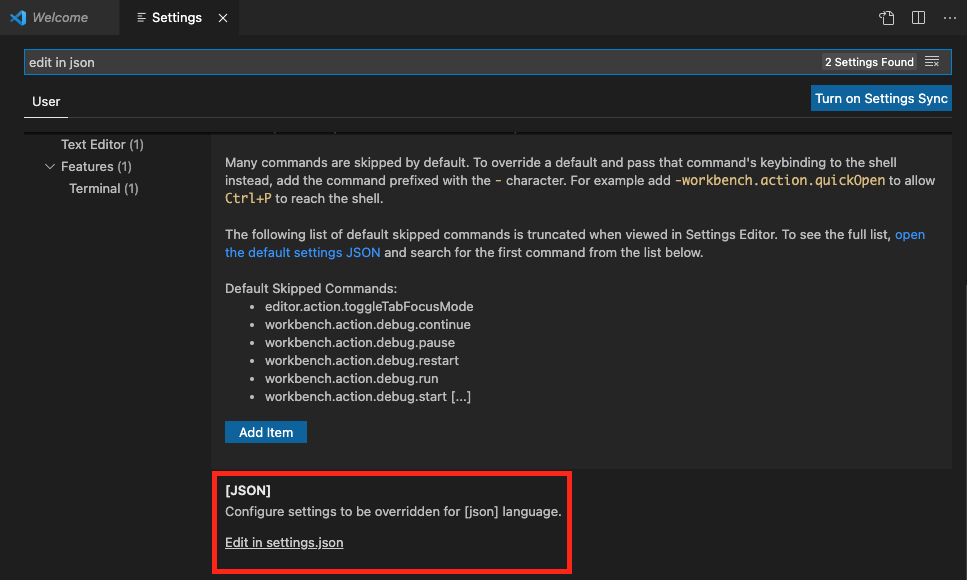 Welcome
Settings
edit in json
2 Settings Found
User
Turn on Settings Sync
Text Editor (1)
Features (1)
Terminal (1)
Many commands are skipped by default. To override a default and pass that command's keybinding to the shell
instead, add the command prefixed with the - character. For example add -workbench.action.quickOpen to allow
Ctrl+P to reach the shell.
The following list of default skipped commands is truncated when viewed in Settings Editor. To see the full list, open
the default settings JSON and search for the first command from the list below.
Default Skipped Commands:
• editor.action.toggleTabFocusMode
• workbench.action.debug.continue
• workbench.action.debug.pause
• workbench.action.debug.restart
• workbench.action.debug.run
• workbench.action.debug.start [...]
Add Item
[JSON]
Configure settings to be overridden for [json] language.
Edit in settings.json